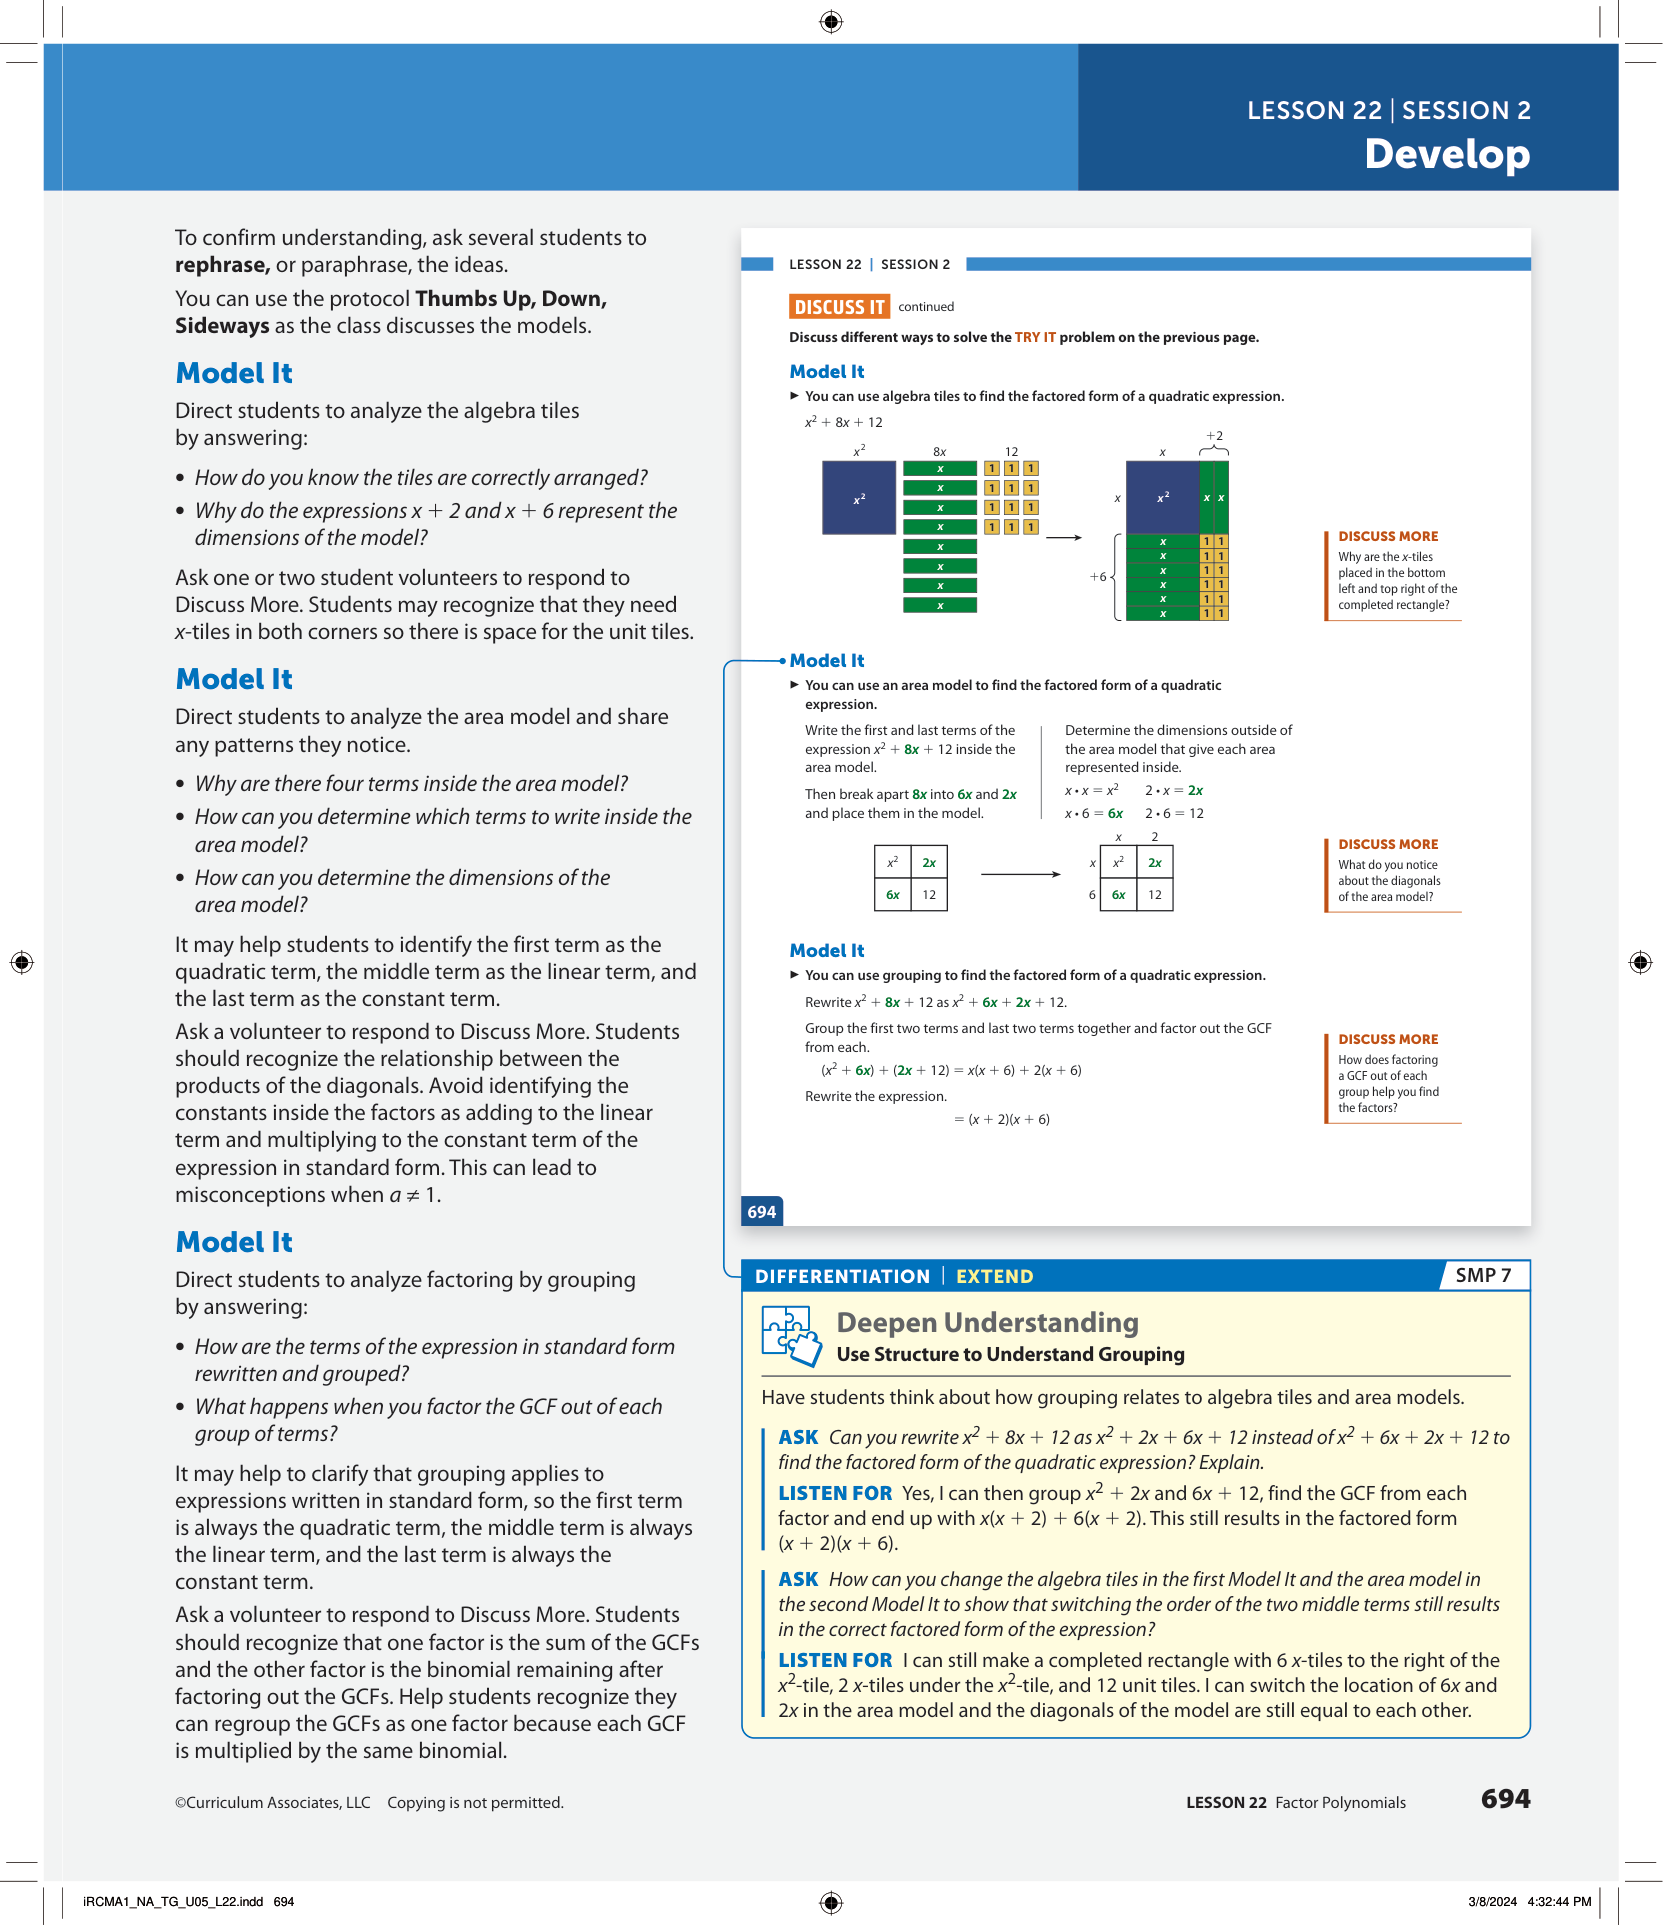 LESSON 22 | SESSION 2
Develop
To confirm understanding, ask several students to
rephrase, or paraphrase, the ideas.
You can use the protocol Thumbs Up, Down,
Sideways as the class discusses the models.
Model It
Direct students to analyze the algebra tiles
by answering:
• How do you know the tiles are correctly arranged?
• Why do the expressions x + 2 and x + 6 represent the
dimensions of the model?
Ask one or two student volunteers to respond to
Discuss More. Students may recognize that they need
x-tiles in both corners so there is space for the unit tiles.
Model It
Direct students to analyze the area model and share
any patterns they notice.
• Why are there four terms inside the area model?
• How can you determine which terms to write inside the
area model?
• How can you determine the dimensions of the
area model?
It may help students to identify the first term as the
quadratic term, the middle term as the linear term, and
the last term as the constant term.
Ask a volunteer to respond to Discuss More. Students
should recognize the relationship between the
products of the diagonals. Avoid identifying the
constants inside the factors as adding to the linear
term and multiplying to the constant term of the
expression in standard form. This can lead to
misconceptions when a ≠ 1.
Model It
Direct students to analyze factoring by grouping
by answering:
• How are the terms of the expression in standard form
rewritten and grouped?
• What happens when you factor the GCF out of each
group of terms?
It may help to clarify that grouping applies to
expressions written in standard form, so the first term
is always the quadratic term, the middle term is always
the linear term, and the last term is always the
constant term.
Ask a volunteer to respond to Discuss More. Students
should recognize that one factor is the sum of the GCFs
and the other factor is the binomial remaining after
factoring out the GCFs. Help students recognize they
can regroup the GCFs as one factor because each GCF
is multiplied by the same binomial.
LESSON 22 | SESSION 2
DISCUSS IT continued
Discuss different ways to solve the TRY IT problem on the previous page.
Model It
▶ You can use algebra tiles to find the factored form of a quadratic expression.
x² + 8x + 12
+2
x² 8x 12 x
x 1 1 1
x 1 1 1
x² x 1 1 1 x x² x x
x 1 1 1
x x 1 1
x x 1 1
x x 1 1
+6 x 1 1
x x 1 1
x 1 1
DISCUSS MORE
Why are the x-tiles
placed in the bottom
left and top right of the
completed rectangle?
Model It
▶ You can use an area model to find the factored form of a quadratic
expression.
Write the first and last terms of the
expression x² + 8x + 12 inside the
area model.
Then break apart 8x into 6x and 2x
and place them in the model.
Determine the dimensions outside of
the area model that give each area
represented inside.
x • x = x² 2 • x = 2x
x • 6 = 6x 2 • 6 = 12
x 2
x² 2x x x² 2x
6x 12 6 6x 12
DISCUSS MORE
What do you notice
about the diagonals
of the area model?
Model It
▶ You can use grouping to find the factored form of a quadratic expression.
Rewrite x² + 8x + 12 as x² + 6x + 2x + 12.
Group the first two terms and last two terms together and factor out the GCF
from each.
(x² + 6x) + (2x + 12) = x(x + 6) + 2(x + 6)
Rewrite the expression.
= (x + 2)(x + 6)
DISCUSS MORE
How does factoring
a GCF out of each
group help you find
the factors?
694
DIFFERENTIATION | EXTEND SMP 7
Deepen Understanding
Use Structure to Understand Grouping
Have students think about how grouping relates to algebra tiles and area models.
ASK Can you rewrite x² + 8x + 12 as x² + 2x + 6x + 12 instead of x² + 6x + 2x + 12 to
find the factored form of the quadratic expression? Explain.
LISTEN FOR Yes, I can then group x² + 2x and 6x + 12, find the GCF from each
factor and end up with x(x + 2) + 6(x + 2). This still results in the factored form
(x + 2)(x + 6).
ASK How can you change the algebra tiles in the first Model It and the area model in
the second Model It to show that switching the order of the two middle terms still results
in the correct factored form of the expression?
LISTEN FOR I can still make a completed rectangle with 6 x-tiles to the right of the
x²-tile, 2 x-tiles under the x²-tile, and 12 unit tiles. I can switch the location of 6x and
2x in the area model and the diagonals of the model are still equal to each other.
©Curriculum Associates, LLC Copying is not permitted.
LESSON 22 Factor Polynomials 694
iRCMA1_NA_TG_U05_L22.indd 694
3/8/2024 4:32:44 PM